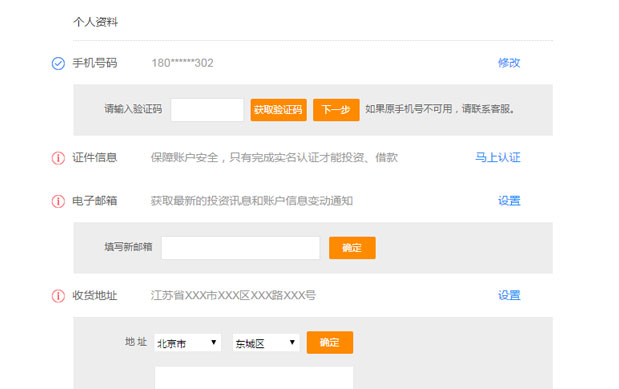 个人资料
手机号码 180******302 修改
请输入验证码 获取验证码 下一步 如果原手机号不可用，请联系客服。
证件信息 保障账户安全，只有完成实名认证才能投资、借款 马上认证
电子邮箱 获取最新的投资讯息和账户信息变动通知 设置
填写新邮箱 确定
收货地址 江苏省XXX市XXX区XXX路XXX号 设置
地 址 北京市 东城区 确定